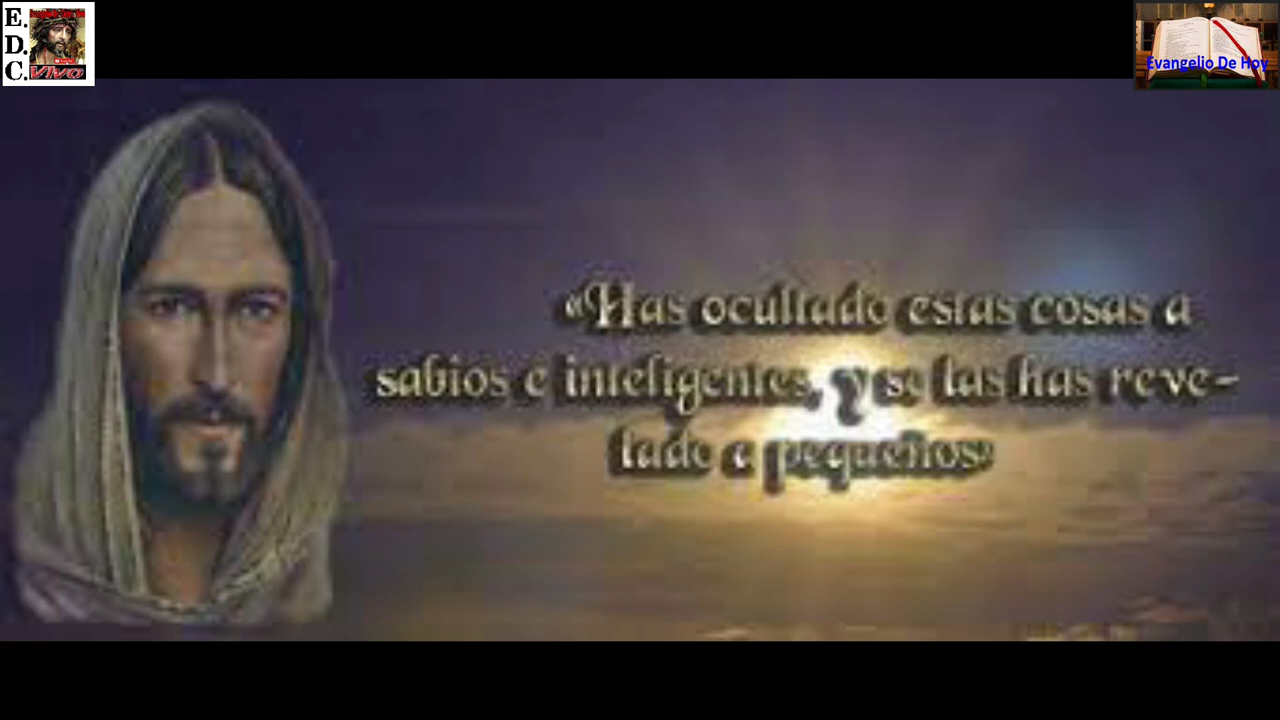 E.
D.
C.
Vivo
Evangelio De Hoy
«Has ocultado estas cosas a
sabios e inteligentes, y se las has reve-
lado a pequeños»